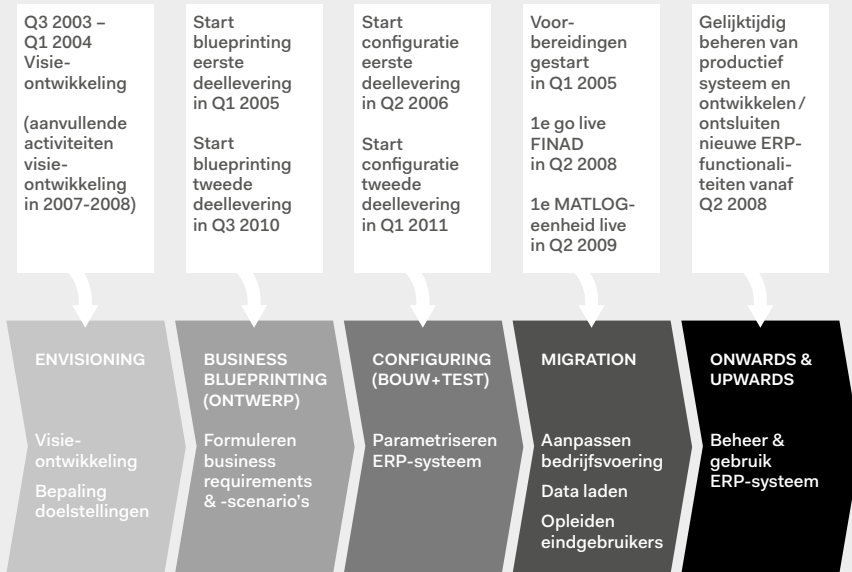 Q3 2003 –
Q1 2004
Visie-
ontwikkeling
(aanvullende
activiteiten
visie-
ontwikkeling
in 2007-2008)
Start
blueprinting
eerste
deellevering
in Q1 2005
Start
blueprinting
tweede
deellevering
in Q3 2010
Start
configuratie
eerste
deellevering
in Q2 2006
Start
configuratie
tweede
deellevering
in Q1 2011
Voor-
bereidingen
gestart
in Q1 2005
1e go live
FINAD
in Q2 2008
1e MATLOG-
eenheid live
in Q2 2009
Gelijktijdig
beheren van
productief
systeem en
ontwikkelen /
ontsluiten
nieuwe ERP-
functionali-
teiten vanaf
Q2 2008
ENVISIONING
Visie-
ontwikkeling
Bepaling
doelstellingen
BUSINESS
BLUEPRINTING
(ONTWERP)
Formuleren
business
requirements
& -scenario's
CONFIGURING
(BOUW+TEST)
Parametriseren
ERP-systeem
MIGRATION
Aanpassen
bedrijfsvoering
Data laden
Opleiden
eindgebruikers
ONWARDS &
UPWARDS
Beheer &
gebruik
ERP-systeem